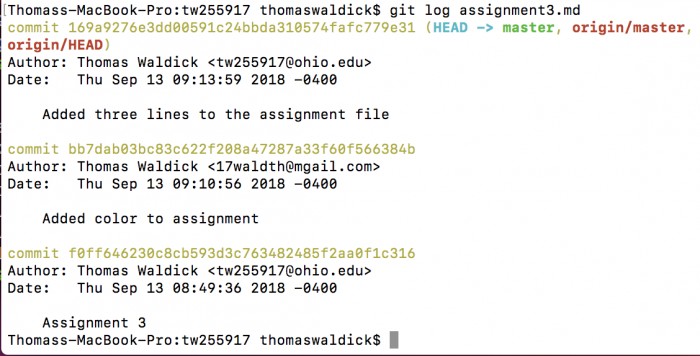 Thomass-MacBook-Pro:tw255917 thomaswaldick$ git log assignment3.md
commit 169a9276e3dd00591c24bbda310574fafc779e31 (HEAD -> master, origin/master,
origin/HEAD)
Author: Thomas Waldick <tw255917@ohio.edu>
Date:   Thu Sep 13 09:13:59 2018 -0400
    Added three lines to the assignment file
commit bb7dab03bc83c622f208a47287a33f60f566384b
Author: Thomas Waldick <17waldth@mgail.com>
Date:   Thu Sep 13 09:10:56 2018 -0400
    Added color to assignment
commit f0ff646230c8cb593d3c763482485f2aa0f1c316
Author: Thomas Waldick <tw255917@ohio.edu>
Date:   Thu Sep 13 08:49:36 2018 -0400
    Assignment 3
Thomass-MacBook-Pro:tw255917 thomaswaldick$